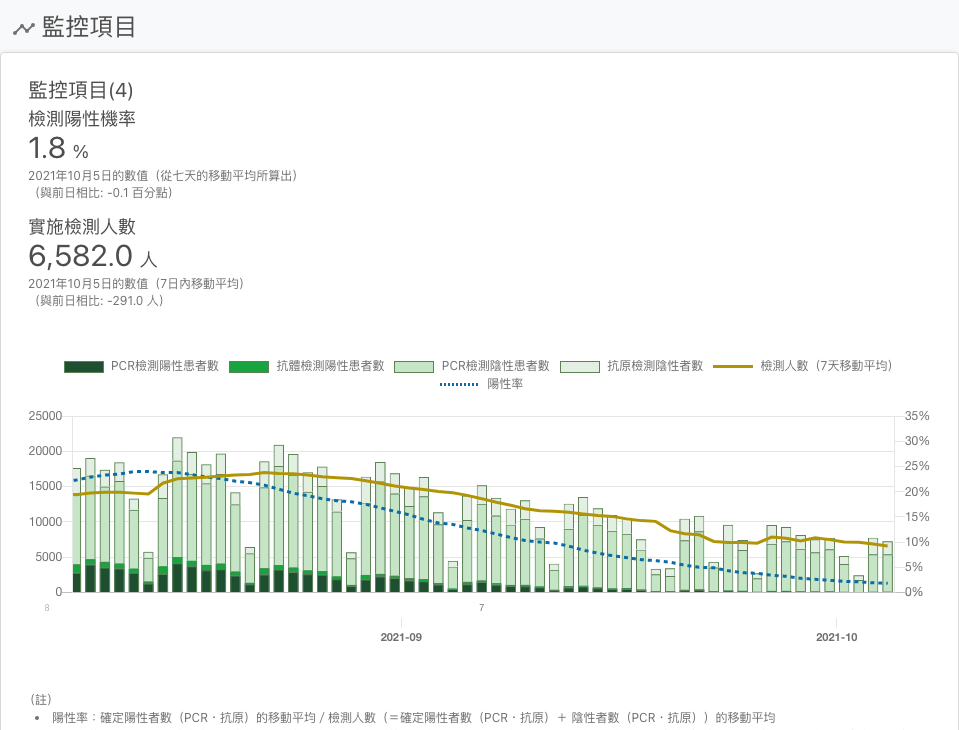 監控項目
監控項目(4)
檢測陽性機率
1.8 %
2021年10月5日的數值（從七天的移動平均所算出）
（與前日相比: -0.1 百分點）
實施檢測人數
6,582.0 人
2021年10月5日的數值（7日內移動平均）
（與前日相比: -291.0 人）
PCR檢測陽性患者數 抗體檢測陽性患者數 PCR檢測陰性患者數 抗原檢測陰性者數 檢測人數（7天移動平均）
陽性率
25000 35%
30%
20000
25%
15000 20%
15%
10000 10%
5000 5%
0 0%
8 7
2021-09 2021-10
（註）
• 陽性率：確定陽性者數（PCR・抗原）的移動平均 / 檢測人數（＝確定陽性者數（PCR・抗原）＋ 陰性者數（PCR・抗原））的移動平均